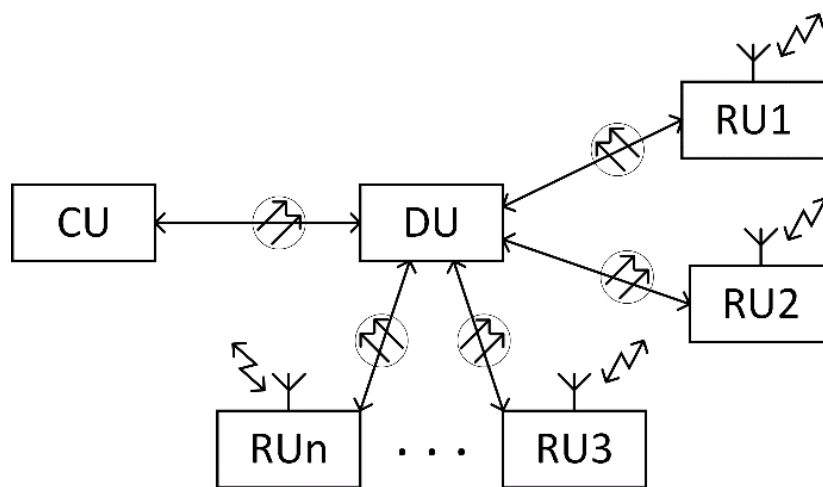 RU1
CU
DU
RU2
RUn
. . .
RU3